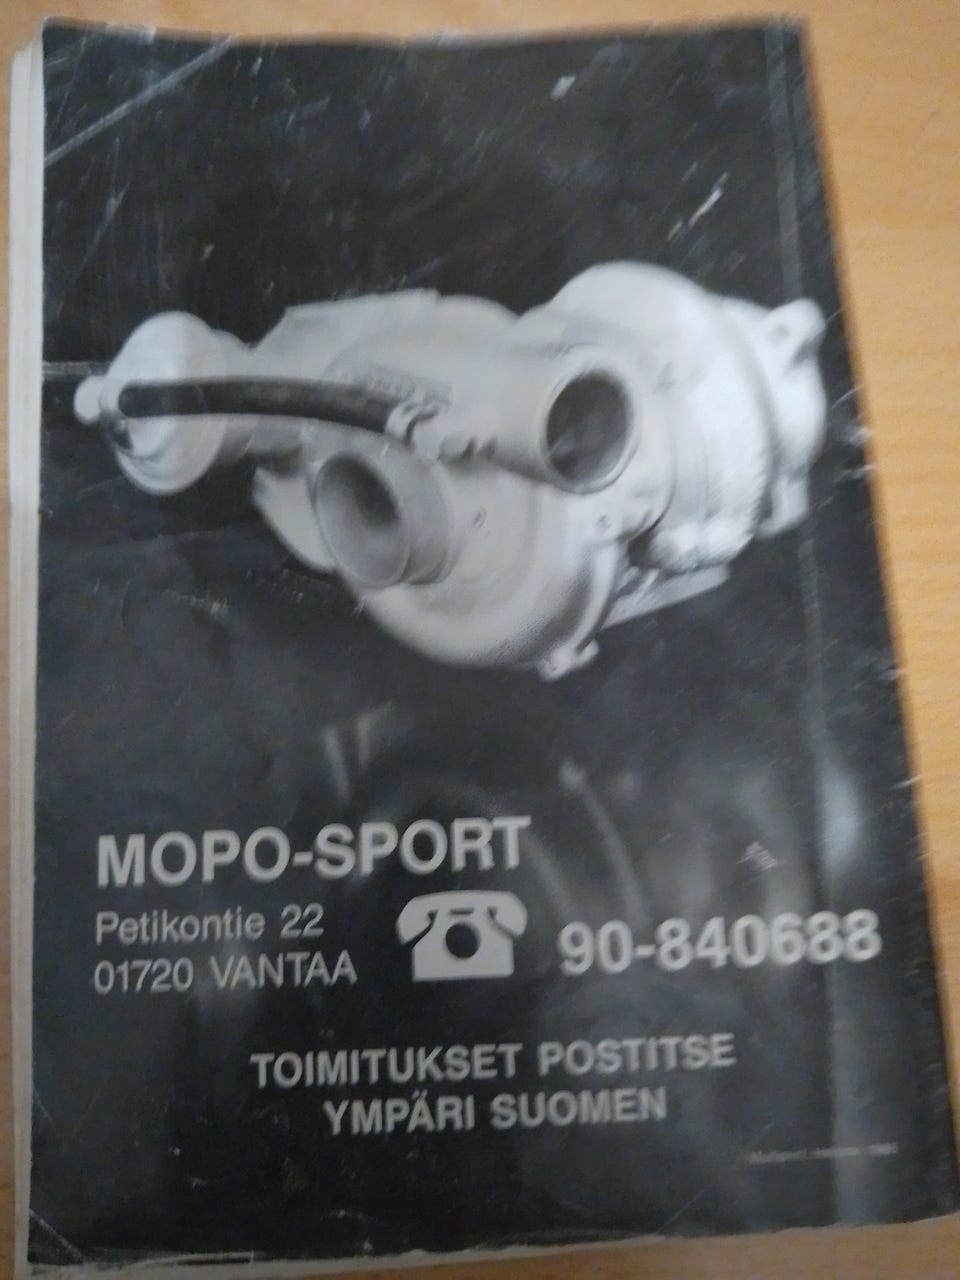 MOPO-SPORT
Petikontie 22
01720 VANTAA
90-840688
TOIMITUKSET POSTITSE
YMPÄRI SUOMEN